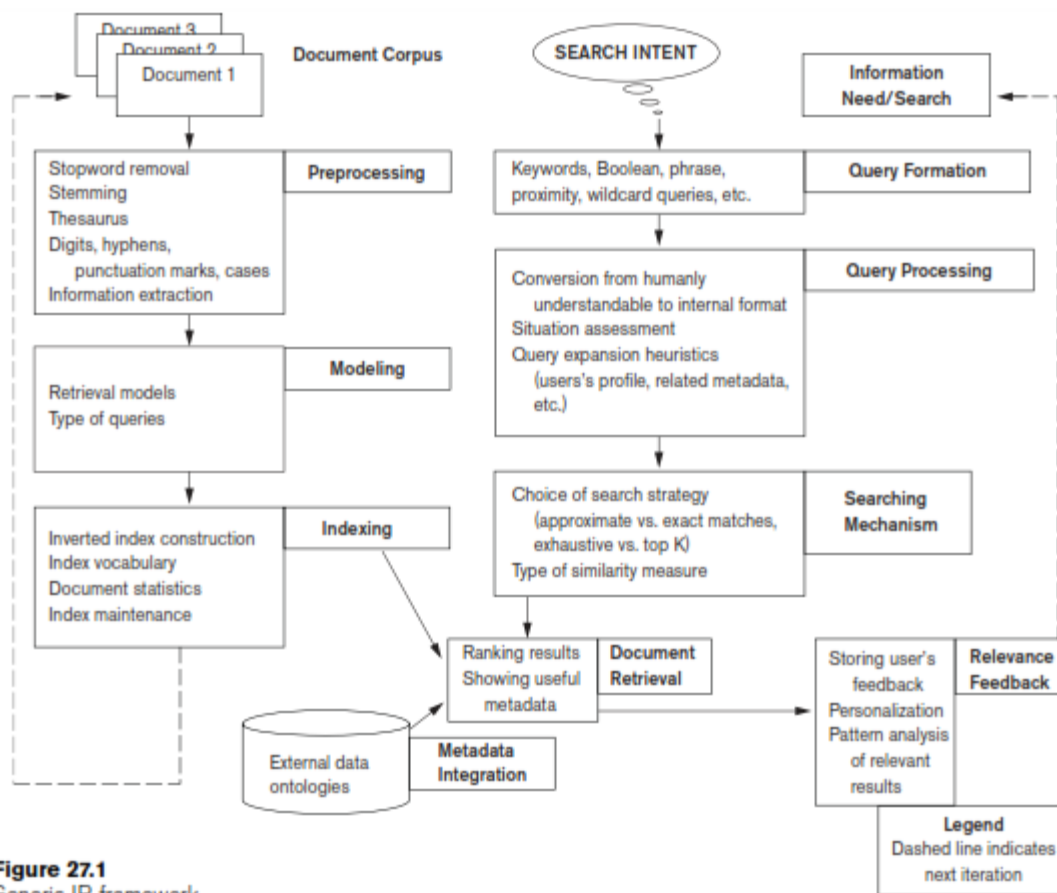 Document 3
Document 2
Document 1
Document Corpus
SEARCH INTENT
Information
Need/Search
Stopword removal
Stemming
Thesaurus
Digits, hyphens,
punctuation marks, cases
Information extraction
Preprocessing
Keywords, Boolean, phrase,
proximity, wildcard queries, etc.
Query Formation
Conversion from humanly
understandable to internal format
Situation assessment
Query expansion heuristics
(users's profile, related metadata,
etc.)
Query Processing
Retrieval models
Type of queries
Modeling
Choice of search strategy
(approximate vs. exact matches,
exhaustive vs. top K)
Type of similarity measure
Searching
Mechanism
Inverted index construction
Index vocabulary
Document statistics
Index maintenance
Indexing
Ranking results
Showing useful
metadata
Document
Retrieval
Storing user's
feedback
Personalization
Pattern analysis
of relevant
results
Relevance
Feedback
External data
ontologies
Metadada
Integration
Legend
Dashed line indicates
next iteration
Figure 27.1
Generic IR framework